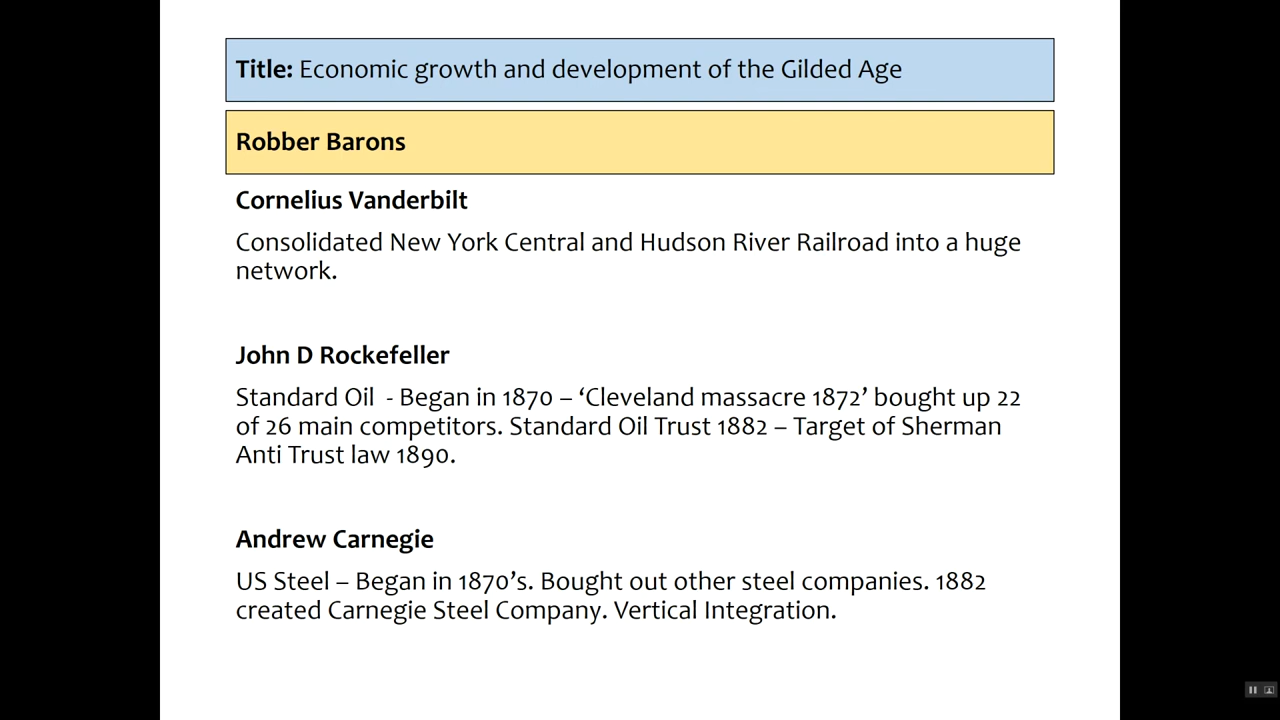 Title: Economic growth and development of the Gilded Age
Robber Barons
Cornelius Vanderbilt
Consolidated New York Central and Hudson River Railroad into a huge
network.
John D Rockefeller
Standard Oil  - Began in 1870 – ‘Cleveland massacre 1872’ bought up 22
of 26 main competitors. Standard Oil Trust 1882 – Target of Sherman
Anti Trust law 1890.
Andrew Carnegie
US Steel – Began in 1870’s. Bought out other steel companies. 1882
created Carnegie Steel Company. Vertical Integration.